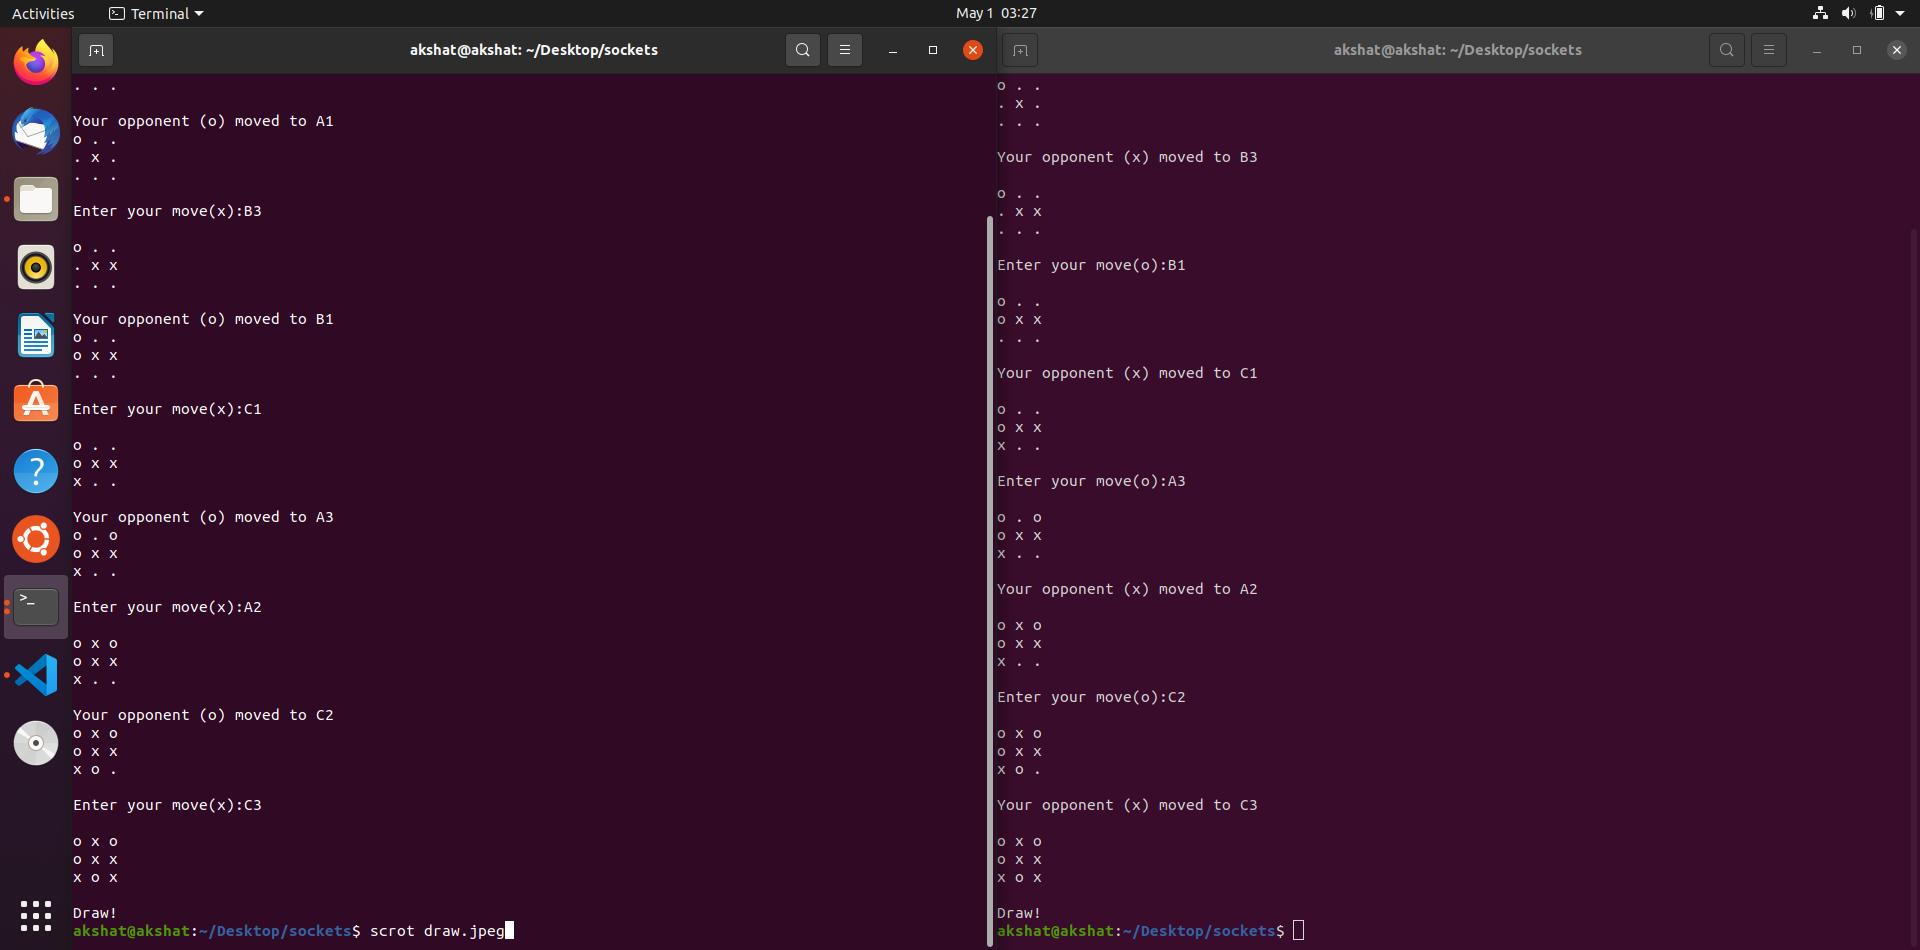 Activities
Terminal
May 1 03:27
akshat@akshat: ~/Desktop/sockets
. . .
Your opponent (o) moved to A1
o . .
. x .
. . .
Enter your move(x):B3
o . .
. x x
. . .
Your opponent (o) moved to B1
o . .
o x x
. . .
Enter your move(x):C1
o . .
o x x
x . .
Your opponent (o) moved to A3
o . o
o x x
x . .
Enter your move(x):A2
o x o
o x x
x . .
Your opponent (o) moved to C2
o x o
o x x
x o .
Enter your move(x):C3
o x o
o x x
x o x
Draw!
akshat@akshat:~/Desktop/sockets$ scrot draw.jpeg
akshat@akshat: ~/Desktop/sockets
o . .
. x .
. . .
Your opponent (x) moved to B3
o . .
. x x
. . .
Enter your move(o):B1
o . .
o x x
. . .
Your opponent (x) moved to C1
o . .
o x x
x . .
Enter your move(o):A3
o . o
o x x
x . .
Your opponent (x) moved to A2
o x o
o x x
x . .
Enter your move(o):C2
o x o
o x x
x o .
Your opponent (x) moved to C3
o x o
o x x
x o x
Draw!
akshat@akshat:~/Desktop/sockets$